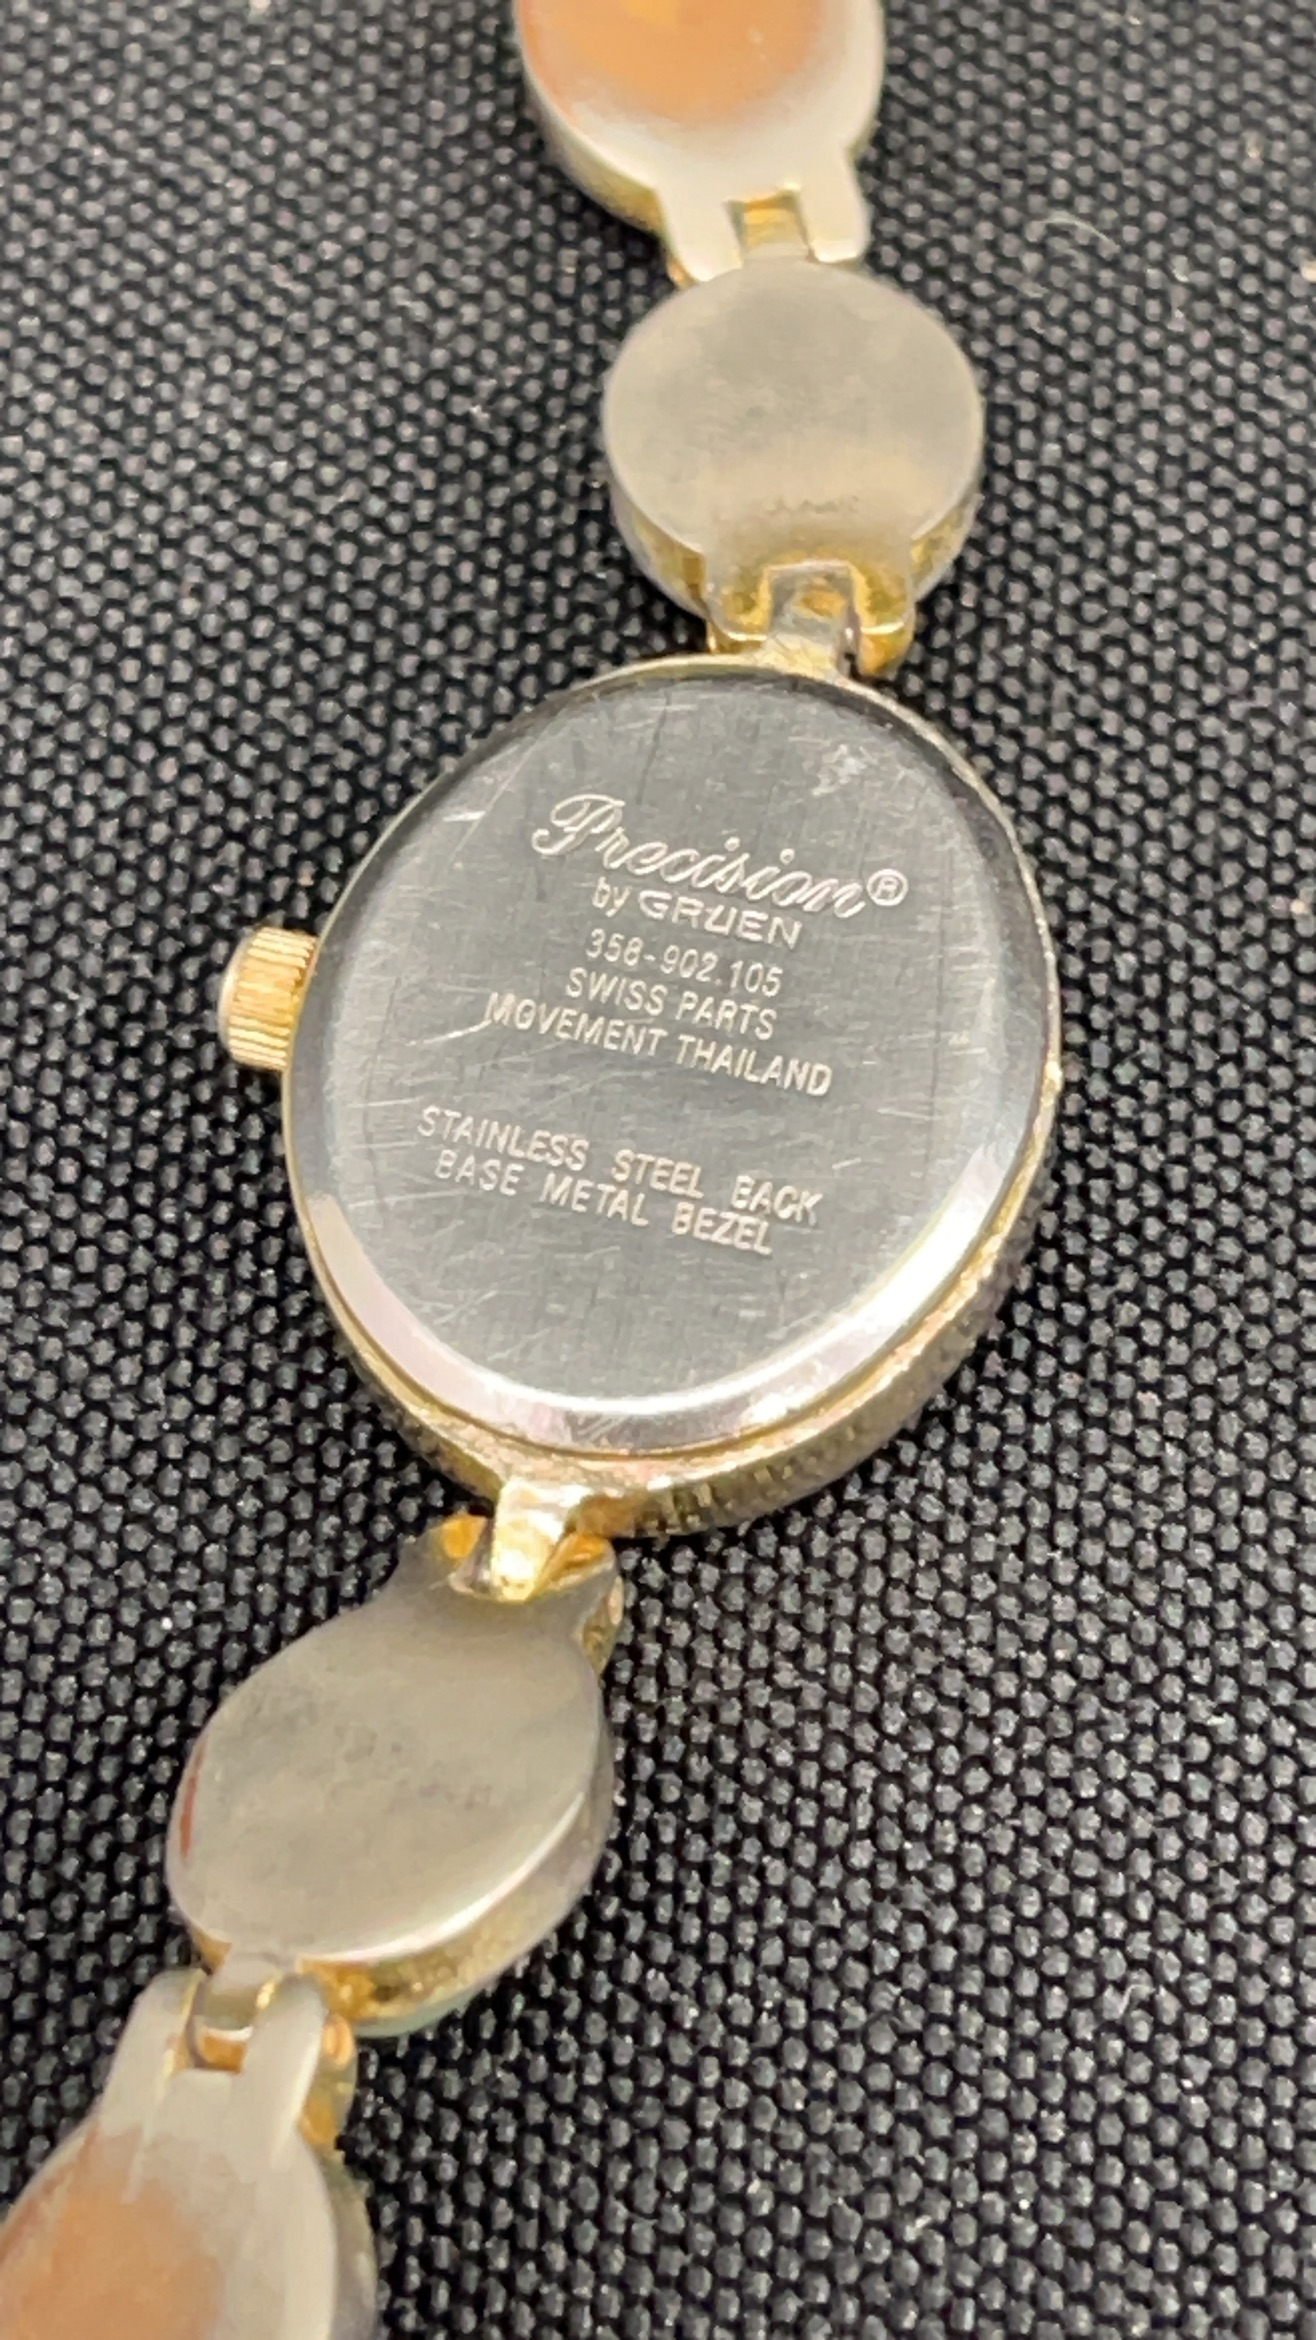 Precision®
by GRUEN
358-902.105
SWISS PARTS
MOVEMENT THAILAND
STAINLESS STEEL BACK
BASE METAL BEZEL